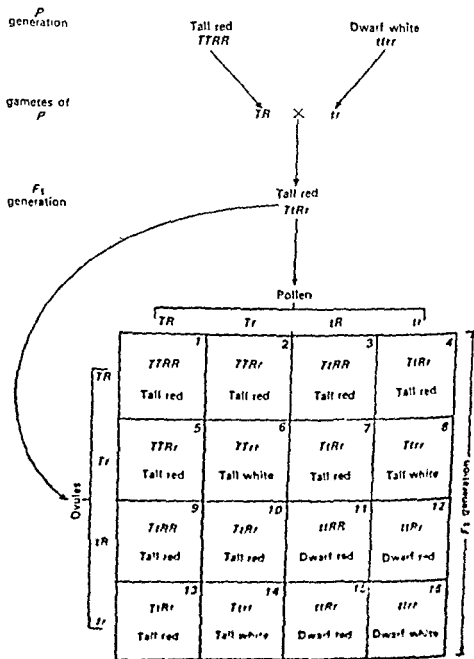 P
generation
Tall red
TTRR
Dwarf white
ttrr
gametes of
P
TR × tr
F₁
generation
Tall red
TtRr
Pollen
TR Tr tR tr
Ovules
F₂ generation
TR
1
TTRR
Tall red
2
TTRr
Tall red
3
TtRR
Tall red
4
TtRr
Tall red
Tr
5
TTRr
Tall red
6
TTrr
Tall white
7
TtRr
Tall red
8
Ttrr
Tall white
tR
9
TtRR
Tall red
10
TtRr
Tall red
11
ttRR
Dwarf red
12
ttRr
Dwarf red
tr
13
TtRr
Tall red
14
Ttrr
Tall white
15
ttRr
Dwarf red
ttrr
Dwarf white